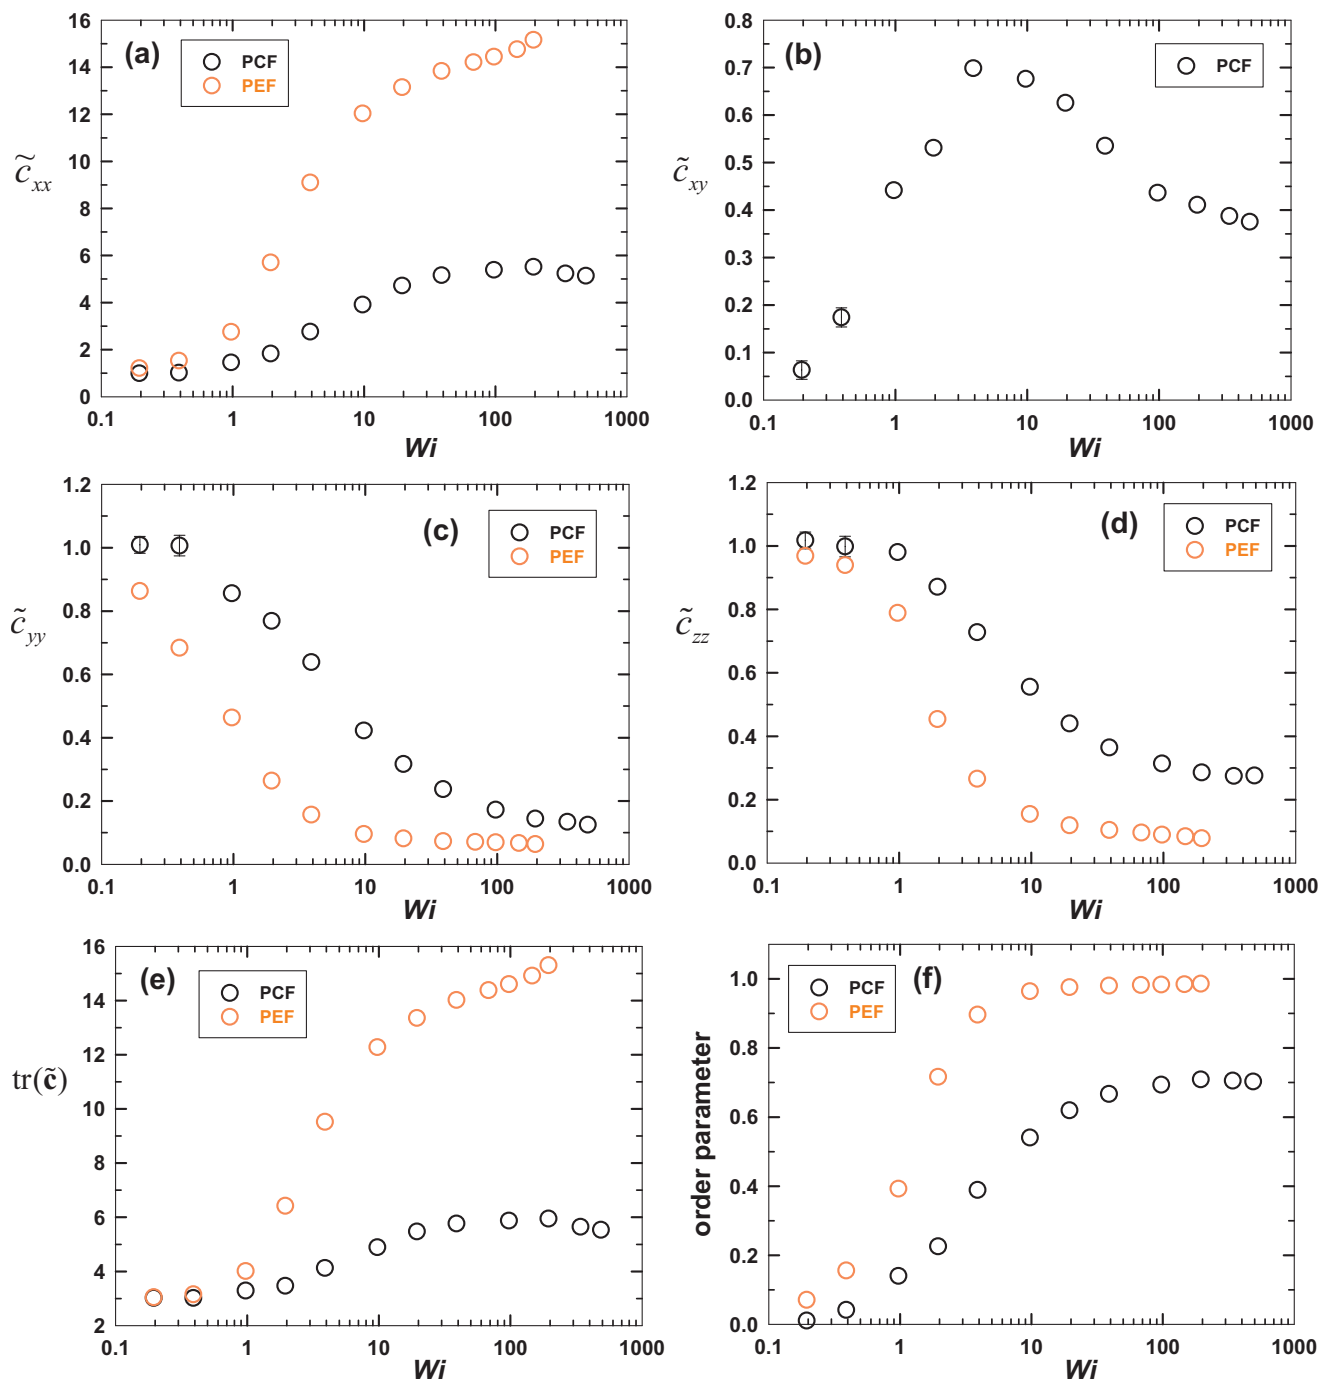 (a)
PCF
PEF
16
14
12
10
8
6
4
2
0
0.1 1 10 100 1000
c̃xx
Wi
(b)
PCF
0.8
0.7
0.6
0.5
0.4
0.3
0.2
0.1
0.0
0.1 1 10 100 1000
c̃xy
Wi
(c)
PCF
PEF
1.2
1.0
0.8
0.6
0.4
0.2
0.0
0.1 1 10 100 1000
c̃yy
Wi
(d)
PCF
PEF
1.2
1.0
0.8
0.6
0.4
0.2
0.0
0.1 1 10 100 1000
c̃zz
Wi
(e)
PCF
PEF
16
14
12
10
8
6
4
2
0.1 1 10 100 1000
tr(c̃)
Wi
(f)
PCF
PEF
1.0
0.8
0.6
0.4
0.2
0.0
0.1 1 10 100 1000
order parameter
Wi